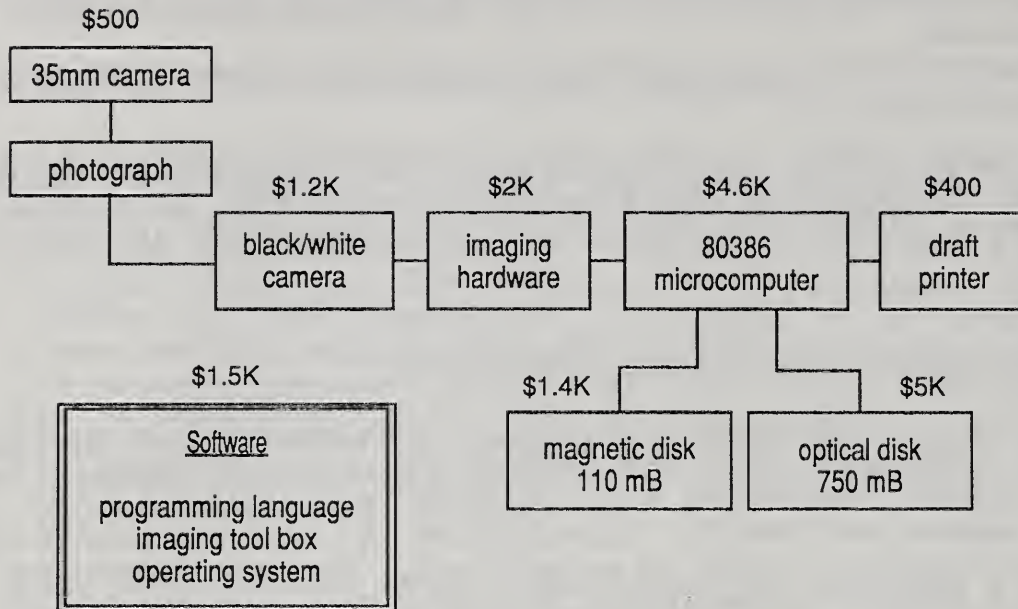 $500
35mm camera
photograph
$1.2K
black/white
camera
$2K
imaging
hardware
$4.6K
80386
microcomputer
$400
draft
printer
$1.4K
magnetic disk
110 mB
$5K
optical disk
750 mB
$1.5K
Software
programming language
imaging tool box
operating system